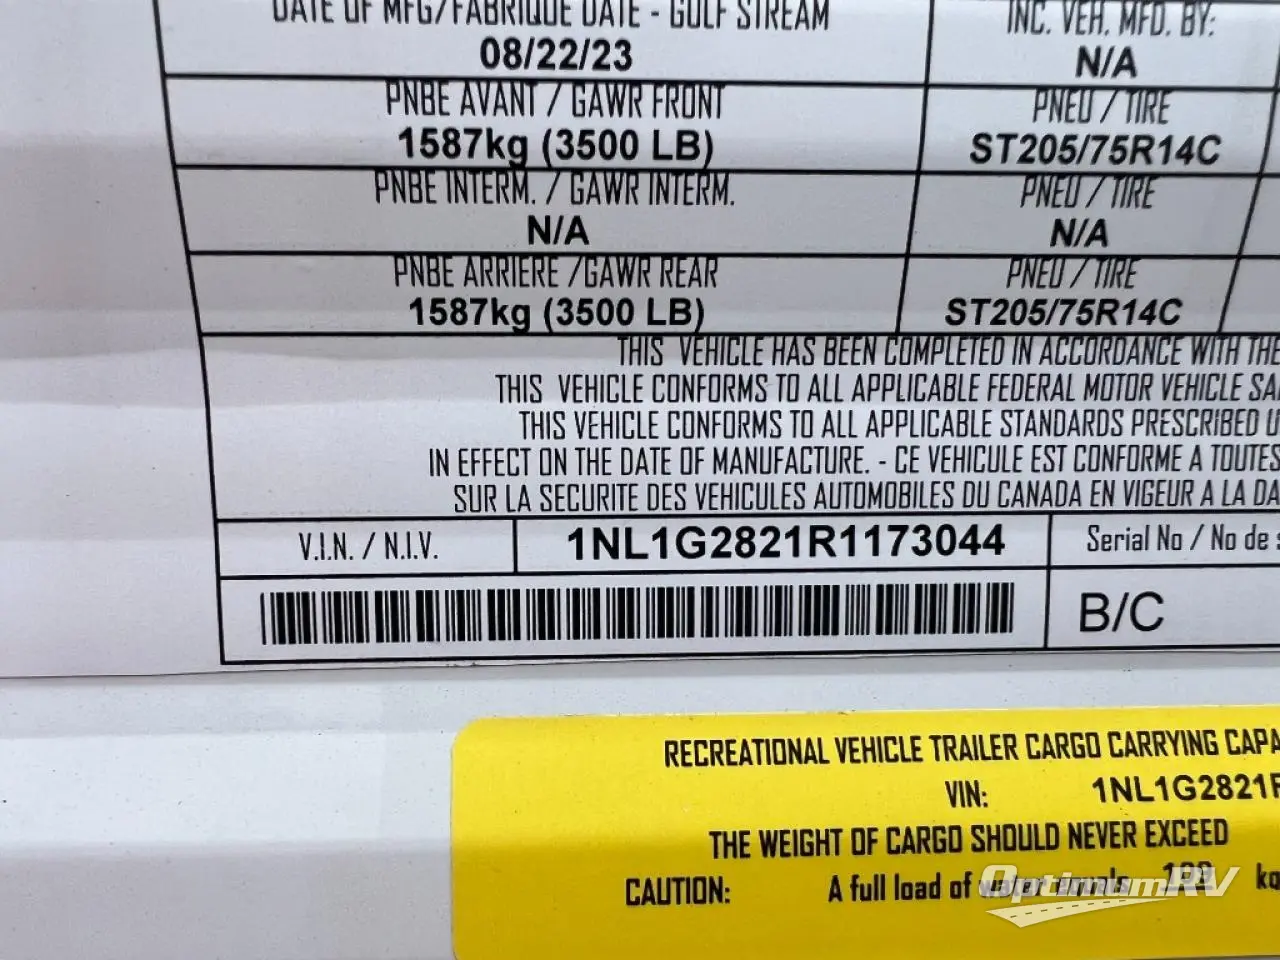 DATE OF MFG/FABRIQUE DATE - GULF STREAM
INC. VEH. MFD. BY:
08/22/23
N/A
PNBE AVANT / GAWR FRONT
PNEU / TIRE
1587kg (3500 LB)
ST205/75R14C
PNBE INTERM. / GAWR INTERM.
PNEU / TIRE
N/A
N/A
PNBE ARRIERE /GAWR REAR
PNEU / TIRE
1587kg (3500 LB)
ST205/75R14C
THIS VEHICLE HAS BEEN COMPLETED IN ACCORDANCE WITH THE
THIS VEHICLE CONFORMS TO ALL APPLICABLE FEDERAL MOTOR VEHICLE SA
THIS VEHICLE CONFORMS TO ALL APPLICABLE STANDARDS PRESCRIBED U
IN EFFECT ON THE DATE OF MANUFACTURE. - CE VEHICULE EST CONFORME A TOUTES
SUR LA SECURITE DES VEHICULES AUTOMOBILES DU CANADA EN VIGEUR A LA DA
V.I.N. / N.I.V.
1NL1G2821R1173044
Serial No / No de s
B/C
RECREATIONAL VEHICLE TRAILER CARGO CARRYING CAPA
VIN: 1NL1G2821R
THE WEIGHT OF CARGO SHOULD NEVER EXCEED
CAUTION: A full load of water equals kg
OptimumRV